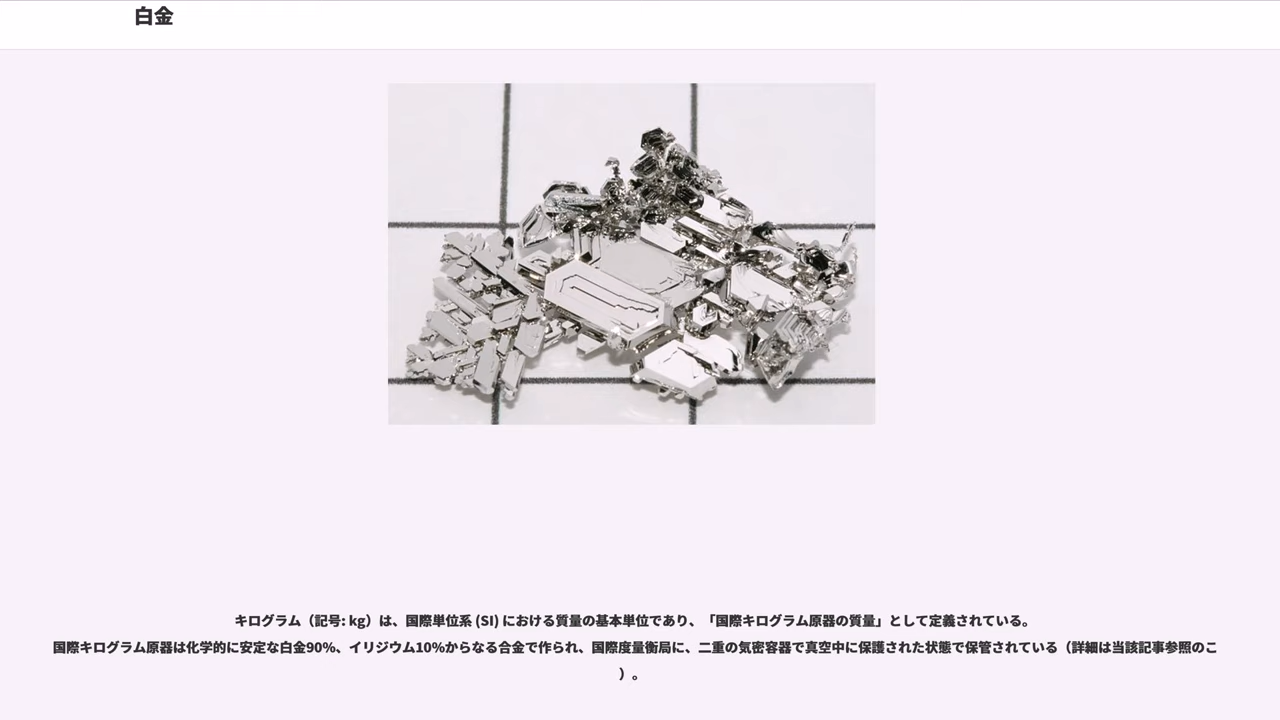 白金
キログラム（記号: kg）は、国際単位系 (SI) における質量の基本単位であり、「国際キログラム原器の質量」として定義されている。
国際キログラム原器は化学的に安定な白金90%、イリジウム10%からなる合金で作られ、国際度量衡局に、二重の気密容器で真空中に保護された状態で保管されている（詳細は当該記事参照のこ
）。